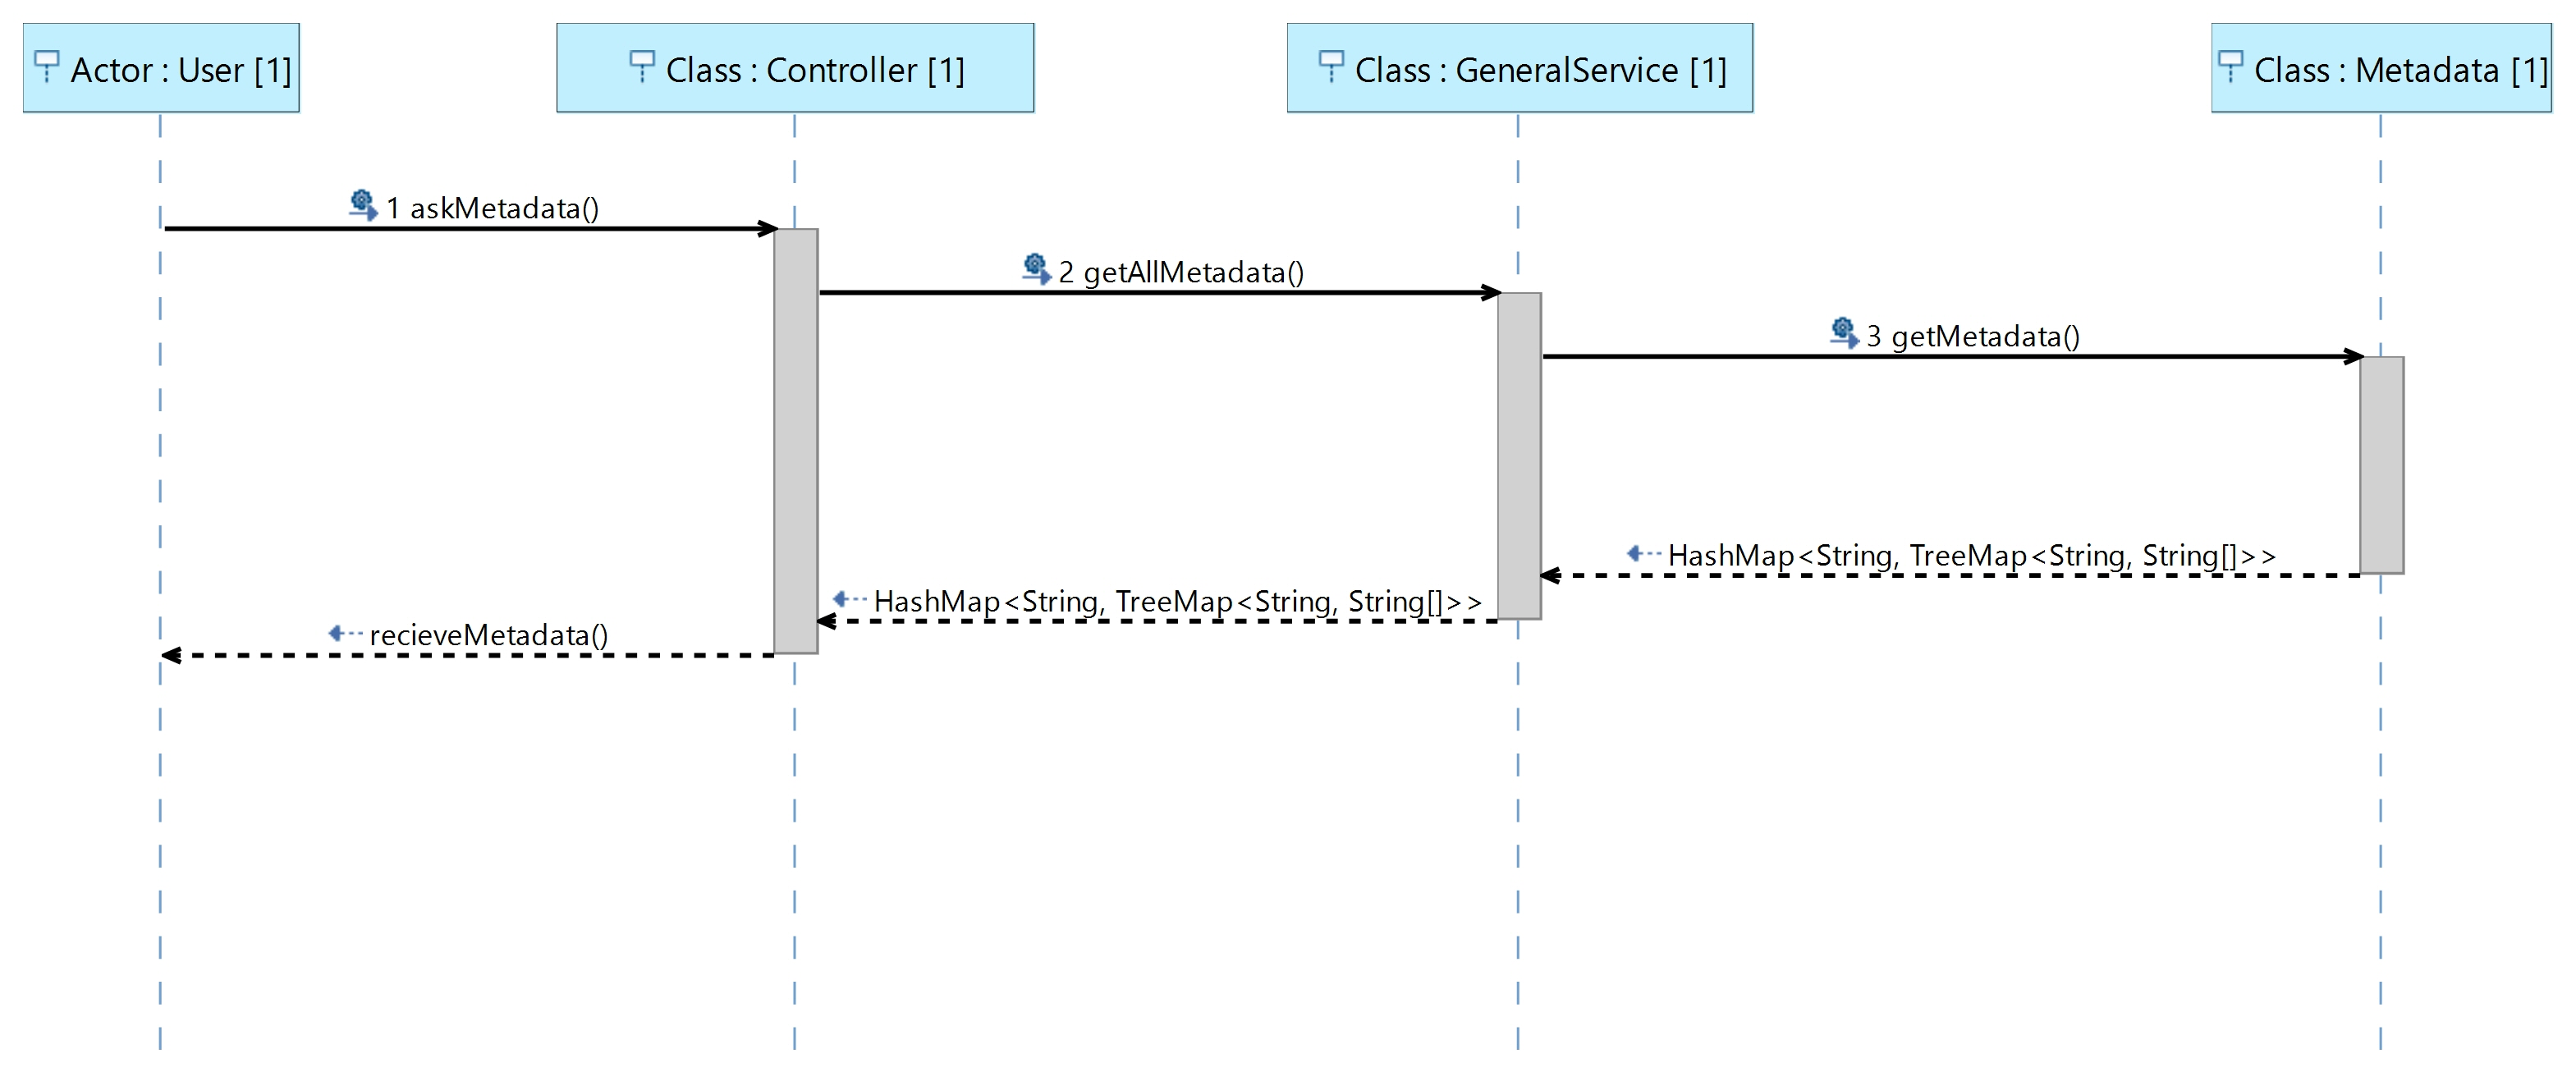 Actor : User [1]
Class : Controller [1]
Class : GeneralService [1]
Class : Metadata [1]
1 askMetadata()
2 getAllMetadata()
3 getMetadata()
HashMap<String, TreeMap<String, String[]>>
HashMap<String, TreeMap<String, String[]>>
recieveMetadata()